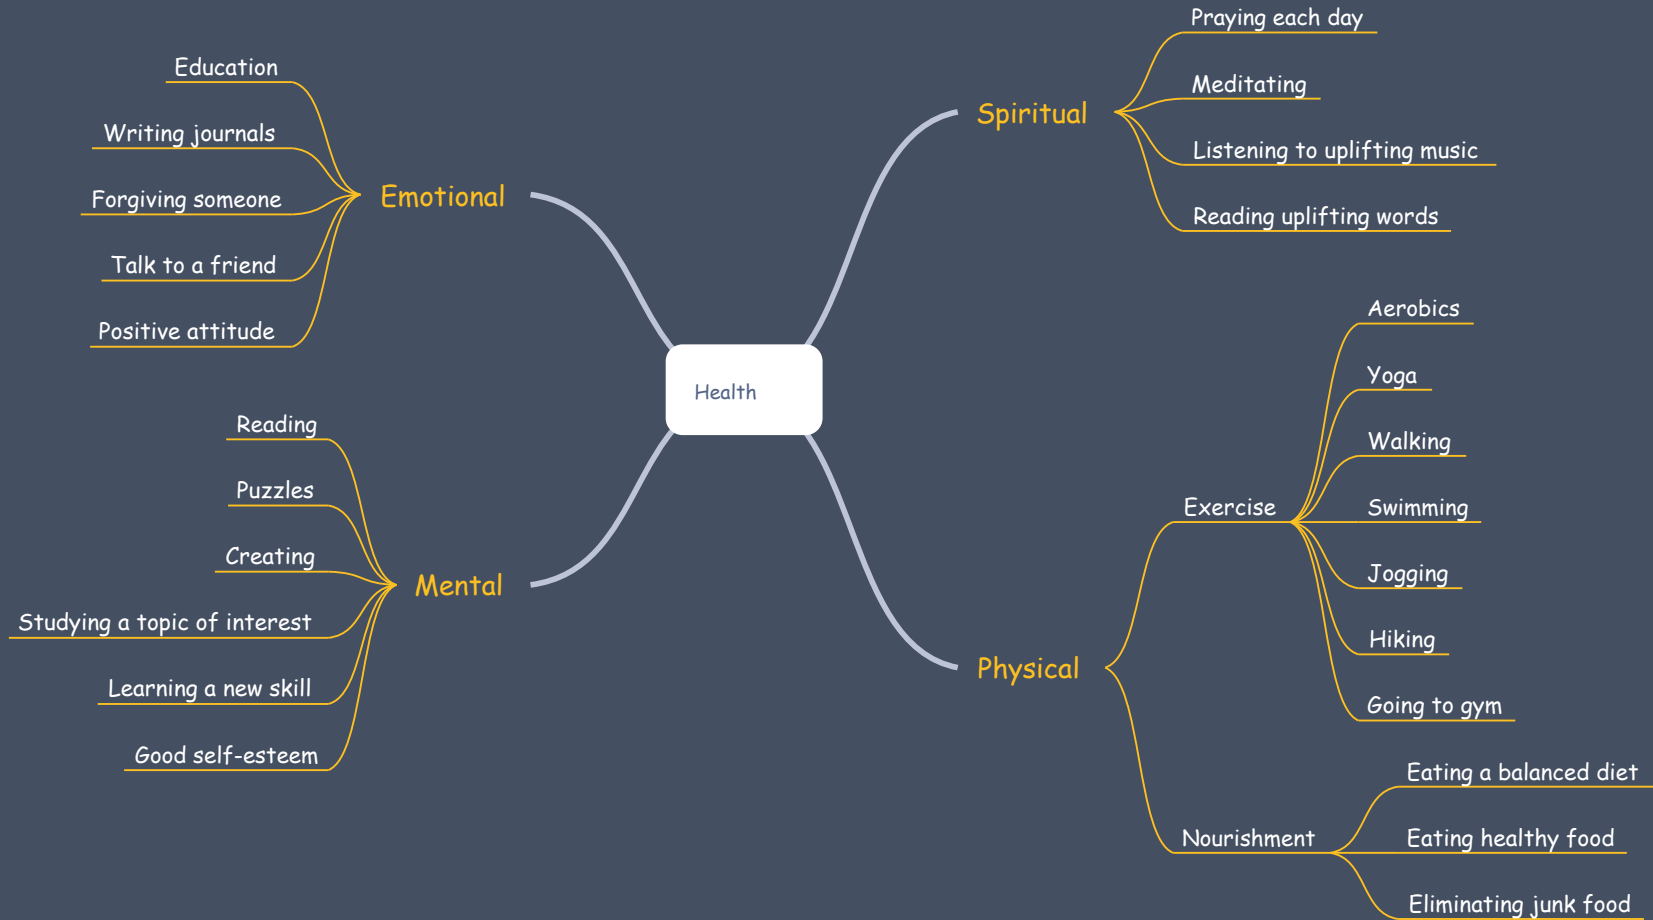 Health
Emotional
Education
Writing journals
Forgiving someone
Talk to a friend
Positive attitude
Mental
Reading
Puzzles
Creating
Studying a topic of interest
Learning a new skill
Good self-esteem
Spiritual
Praying each day
Meditating
Listening to uplifting music
Reading uplifting words
Physical
Exercise
Aerobics
Yoga
Walking
Swimming
Jogging
Hiking
Going to gym
Nourishment
Eating a balanced diet
Eating healthy food
Eliminating junk food